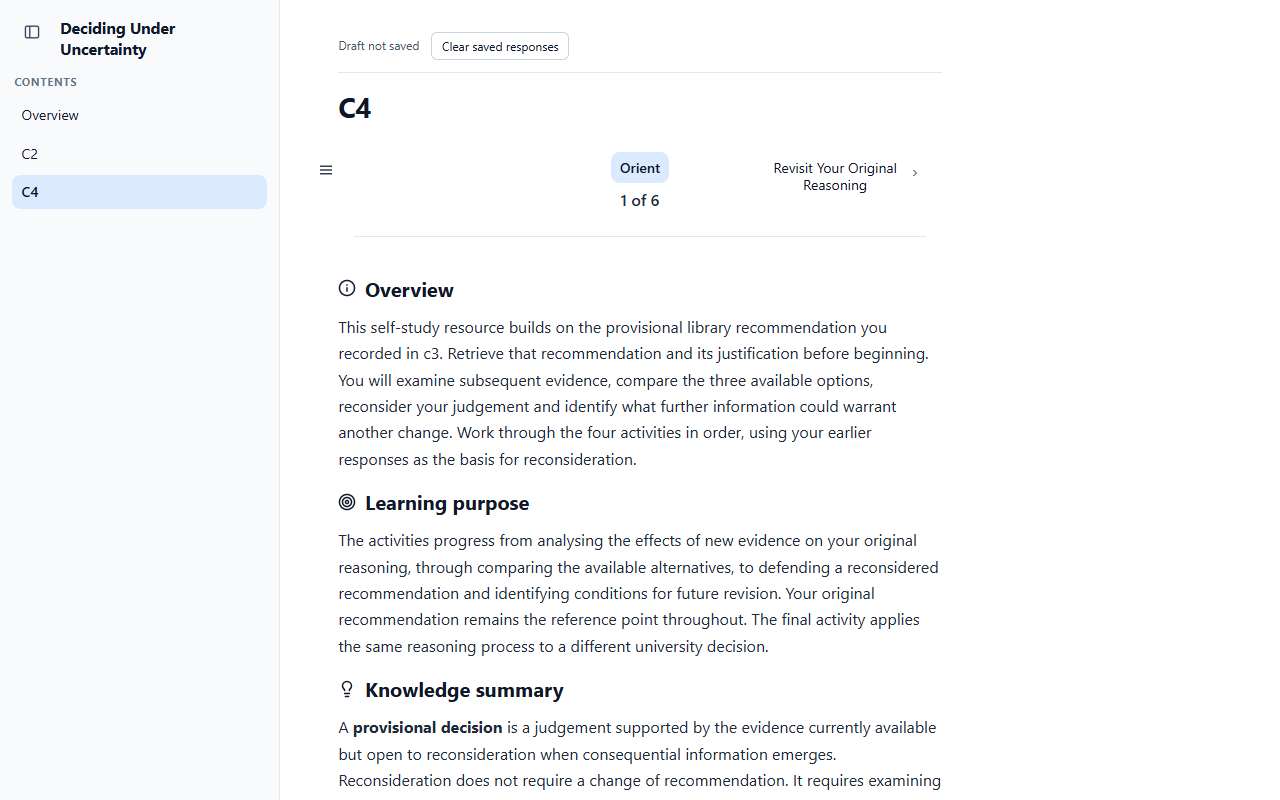 Deciding Under
Uncertainty
CONTENTS
Overview
C2
C4
Draft not saved
Clear saved responses
C4
Orient
1 of 6
Revisit Your Original
Reasoning
Overview
This self-study resource builds on the provisional library recommendation you
recorded in c3. Retrieve that recommendation and its justification before beginning.
You will examine subsequent evidence, compare the three available options,
reconsider your judgement and identify what further information could warrant
another change. Work through the four activities in order, using your earlier
responses as the basis for reconsideration.
Learning purpose
The activities progress from analysing the effects of new evidence on your original
reasoning, through comparing the available alternatives, to defending a reconsidered
recommendation and identifying conditions for future revision. Your original
recommendation remains the reference point throughout. The final activity applies
the same reasoning process to a different university decision.
Knowledge summary
A provisional decision is a judgement supported by the evidence currently available
but open to reconsideration when consequential information emerges.
Reconsideration does not require a change of recommendation. It requires examining